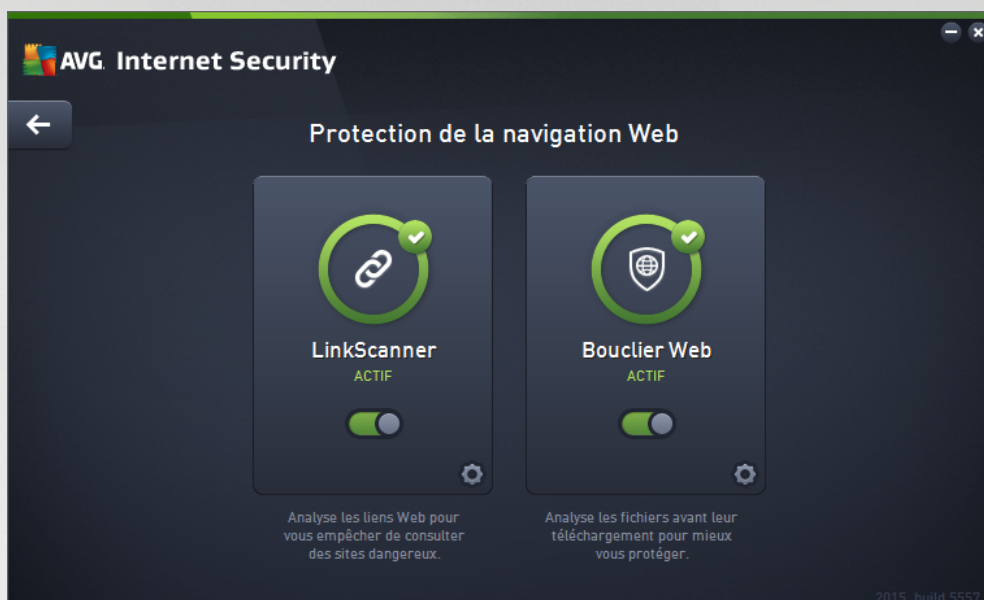 AVG. Internet Security
Protection de la navigation Web
LinkScanner
ACTIF
Analyse les liens Web pour
vous empêcher de consulter
des sites dangereux.
Bouclier Web
ACTIF
Analyse les fichiers avant leur
téléchargement pour mieux
vous protéger.
2015, build 5557